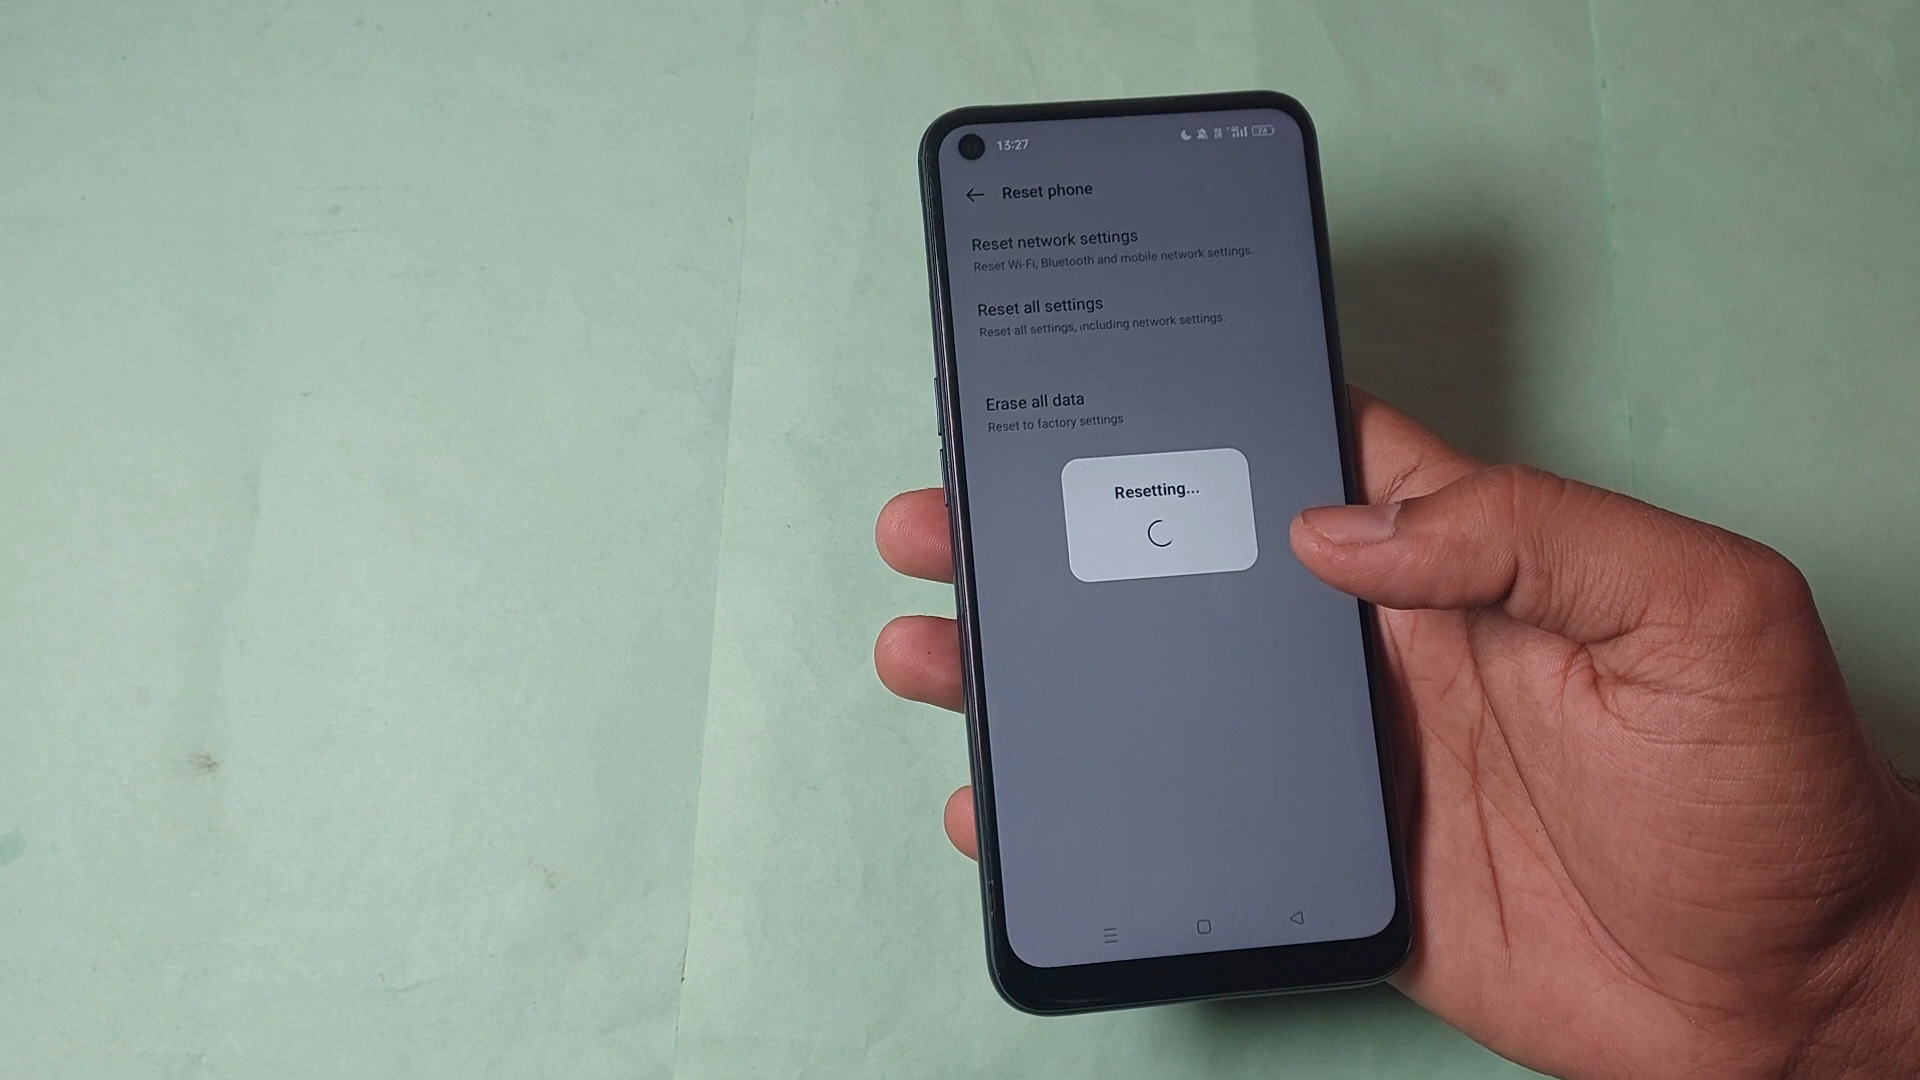 13:27
74
Reset phone
Reset network settings
Reset Wi-Fi, Bluetooth and mobile network settings.
Reset all settings
Reset all settings, including network settings.
Erase all data
Reset to factory settings
Resetting...